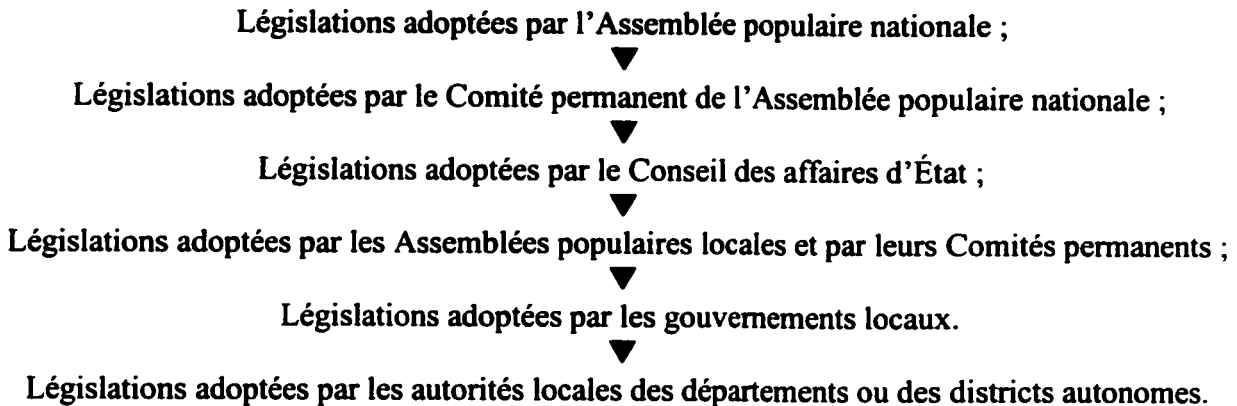 Législations adoptées par l'Assemblée populaire nationale ;
▼
Législations adoptées par le Comité permanent de l'Assemblée populaire nationale ;
▼
Législations adoptées par le Conseil des affaires d'État ;
▼
Législations adoptées par les Assemblées populaires locales et par leurs Comités permanents ;
▼
Législations adoptées par les gouvernements locaux.
▼
Législations adoptées par les autorités locales des départements ou des districts autonomes.